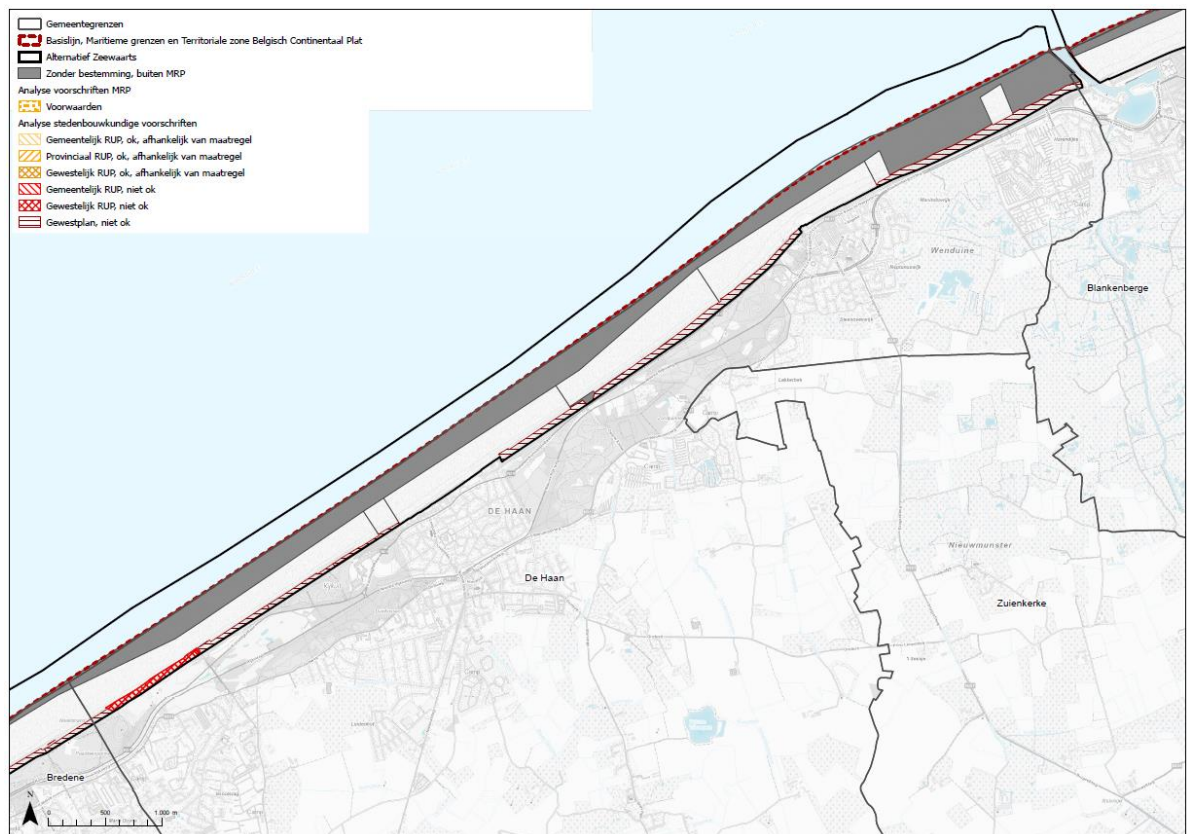 Gemeentegrenzen
Basislijn, Maritieme grenzen en Territoriale zone Belgisch Continentaal Plat
Alternatief Zeewaarts
Zonder bestemming, buiten MRP
Analyse voorschriften MRP
Voorwaarden
Analyse stedenbouwkundige voorschriften
Gemeentelijk RUP, ok, afhankelijk van maatregel
Provinciaal RUP, ok, afhankelijk van maatregel
Gewestelijk RUP, ok, afhankelijk van maatregel
Gemeentelijk RUP, niet ok
Gewestelijk RUP, niet ok
Gewestplan, niet ok
Wenduine
Blankenberge
DE HAAN
Nieuwmunster
De Haan
Zuienkerke
Bredene
N
0 500 1.000 m